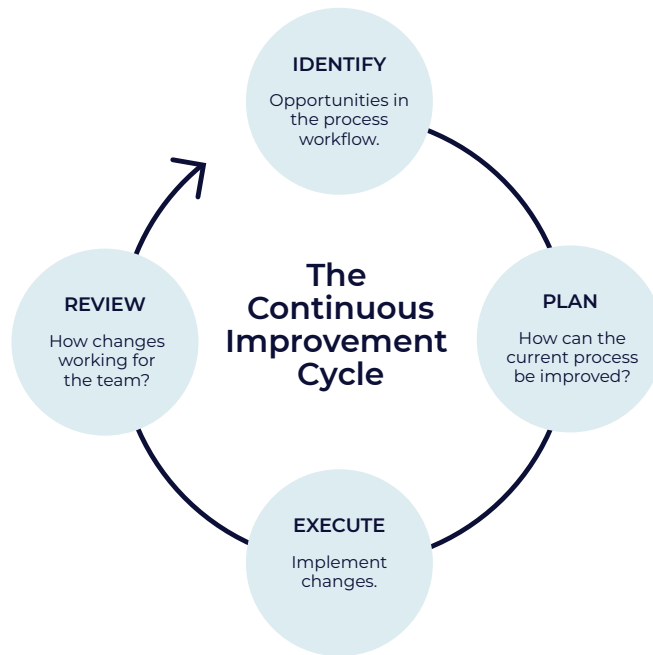 IDENTIFY
Opportunities in
the process
workflow.
The
Continuous
Improvement
Cycle
PLAN
How can the
current process
be improved?
EXECUTE
Implement
changes.
REVIEW
How changes
working for
the team?